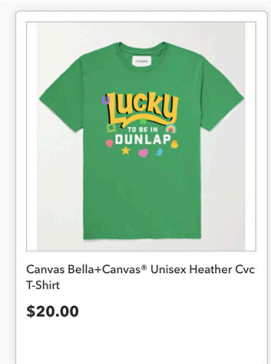 Lucky
TO BE IN
DUNLAP
Canvas Bella+Canvas® Unisex Heather Cvc
T-Shirt
$20.00